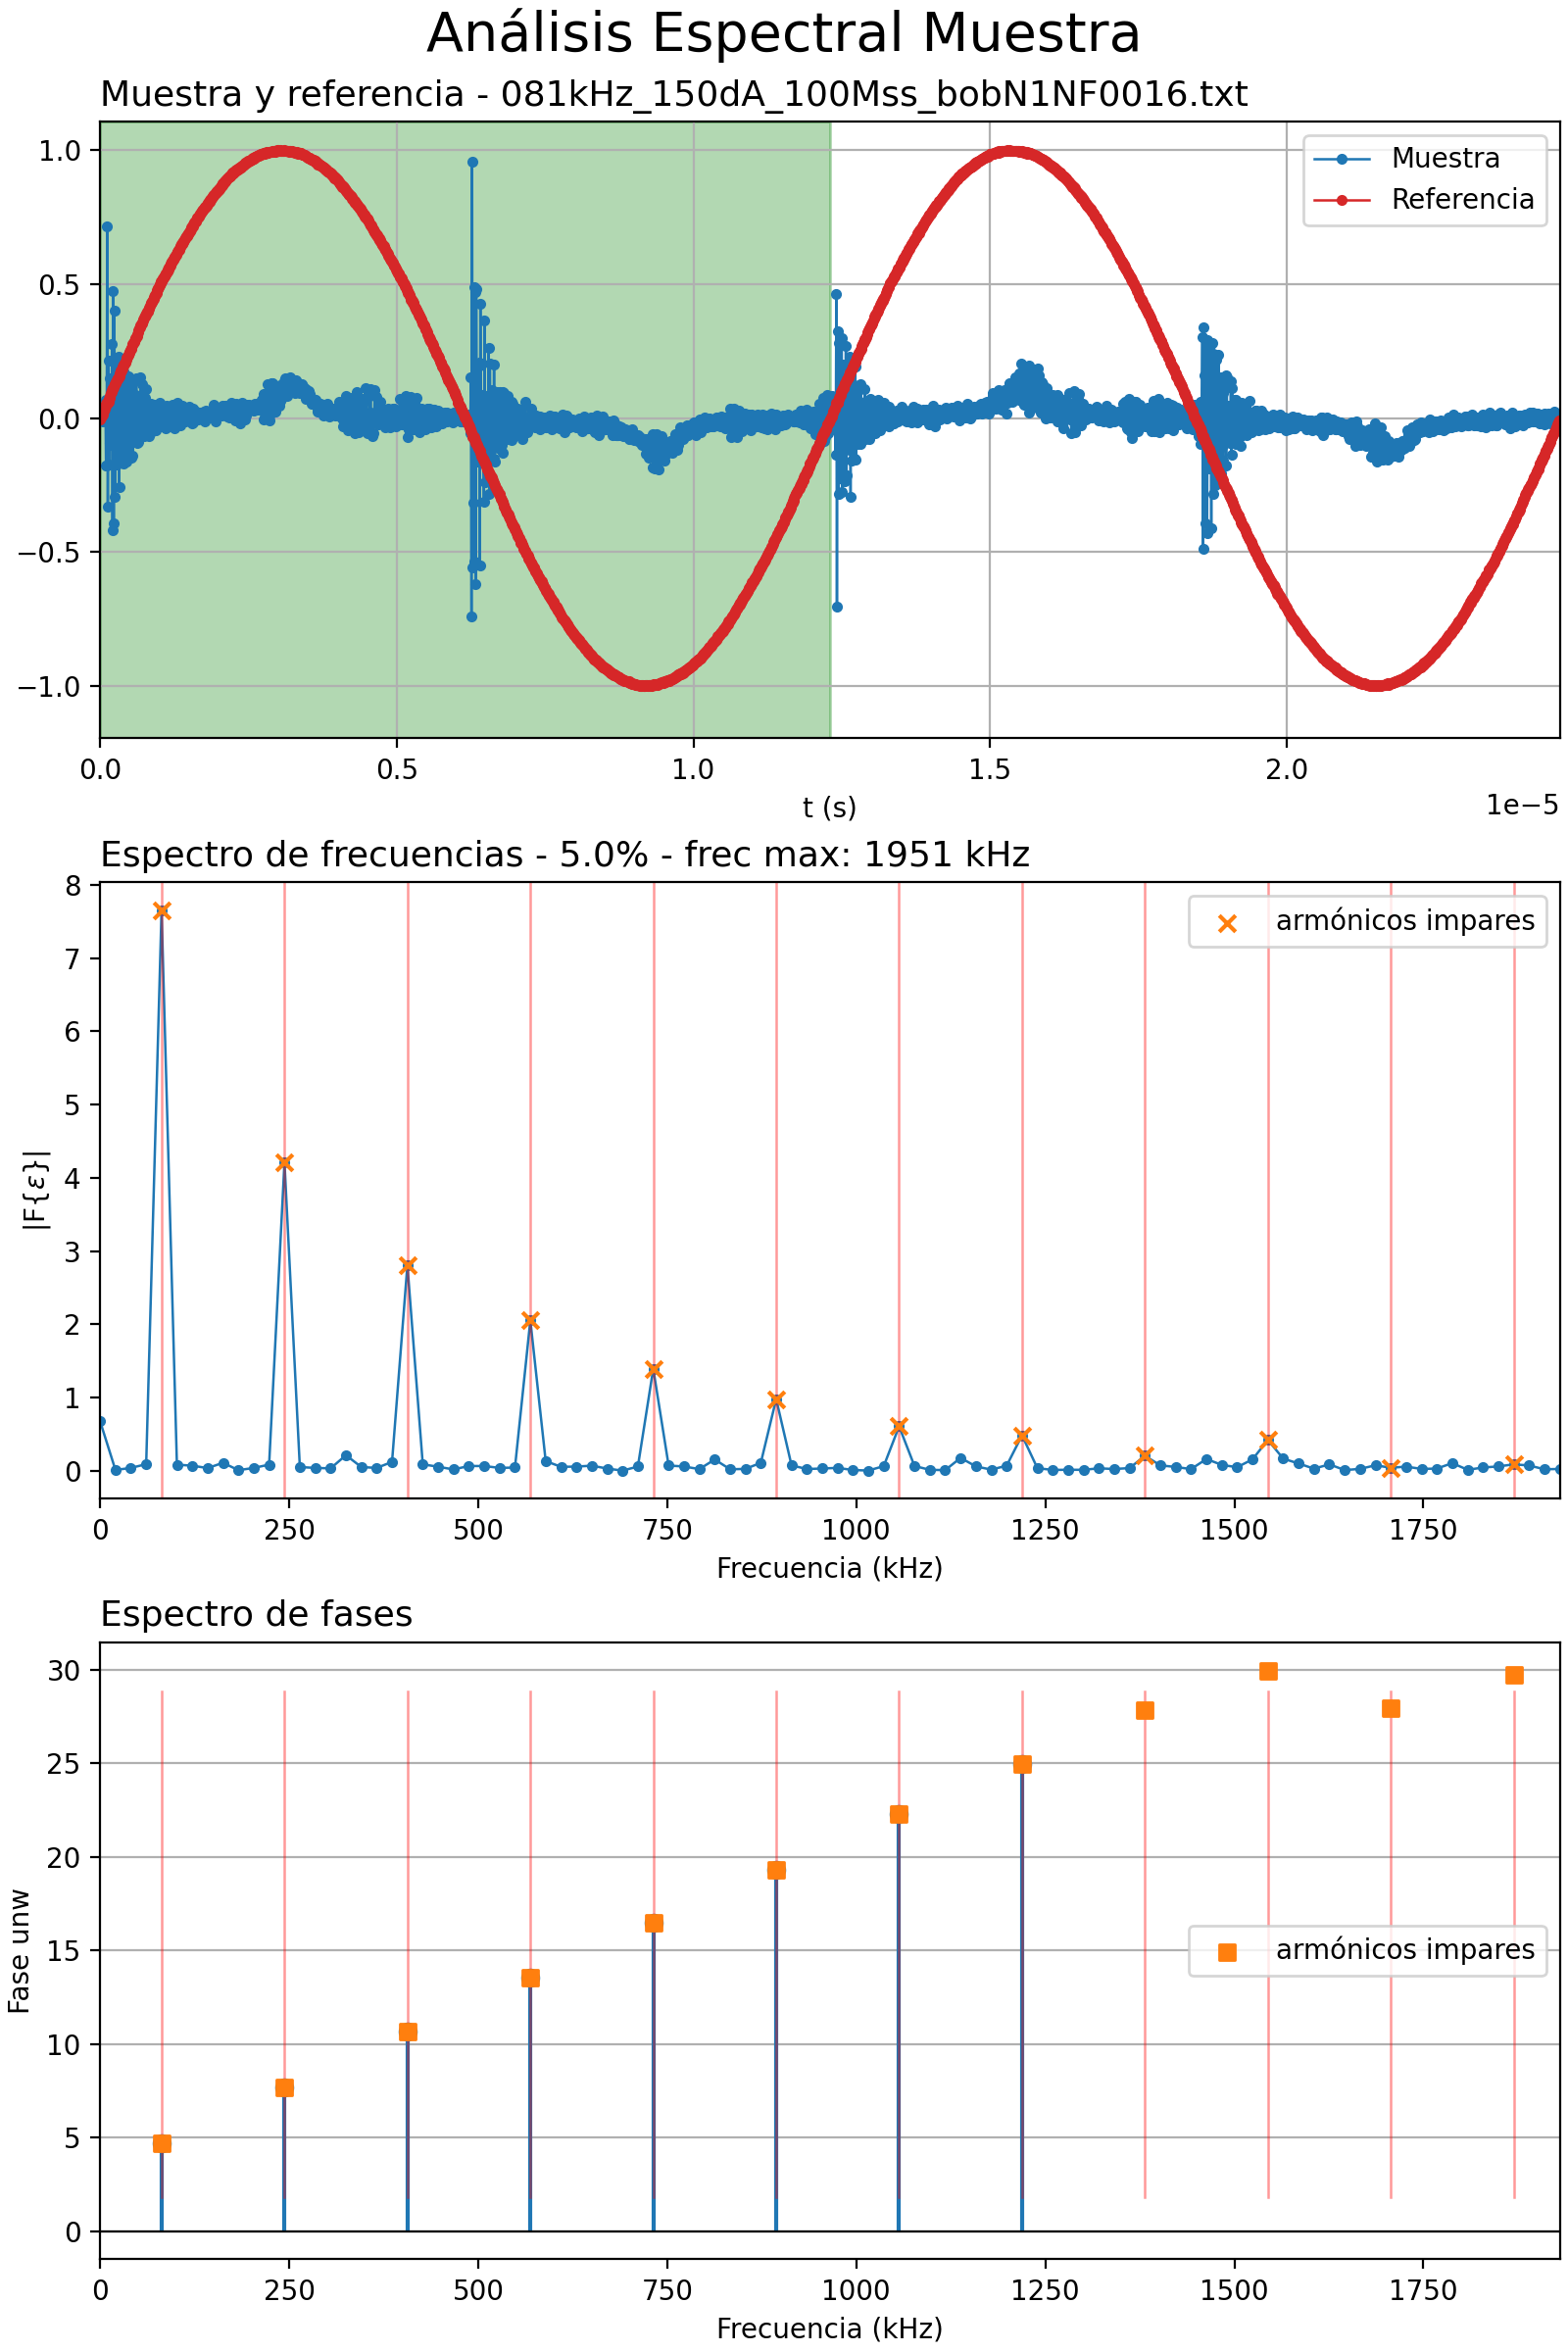 Análisis Espectral Muestra
Muestra y referencia - 081kHz_150dA_100Mss_bobN1NF0016.txt
1.0
0.5
0.0
−0.5
−1.0
Muestra
Referencia
0.0 0.5 1.0 1.5 2.0
t (s)
1e−5
Espectro de frecuencias - 5.0% - frec max: 1951 kHz
8
7
6
5
4
3
2
1
0
|F{ε}|
armónicos impares
0 250 500 750 1000 1250 1500 1750
Frecuencia (kHz)
Espectro de fases
30
25
20
15
10
5
0
Fase unw
armónicos impares
0 250 500 750 1000 1250 1500 1750
Frecuencia (kHz)